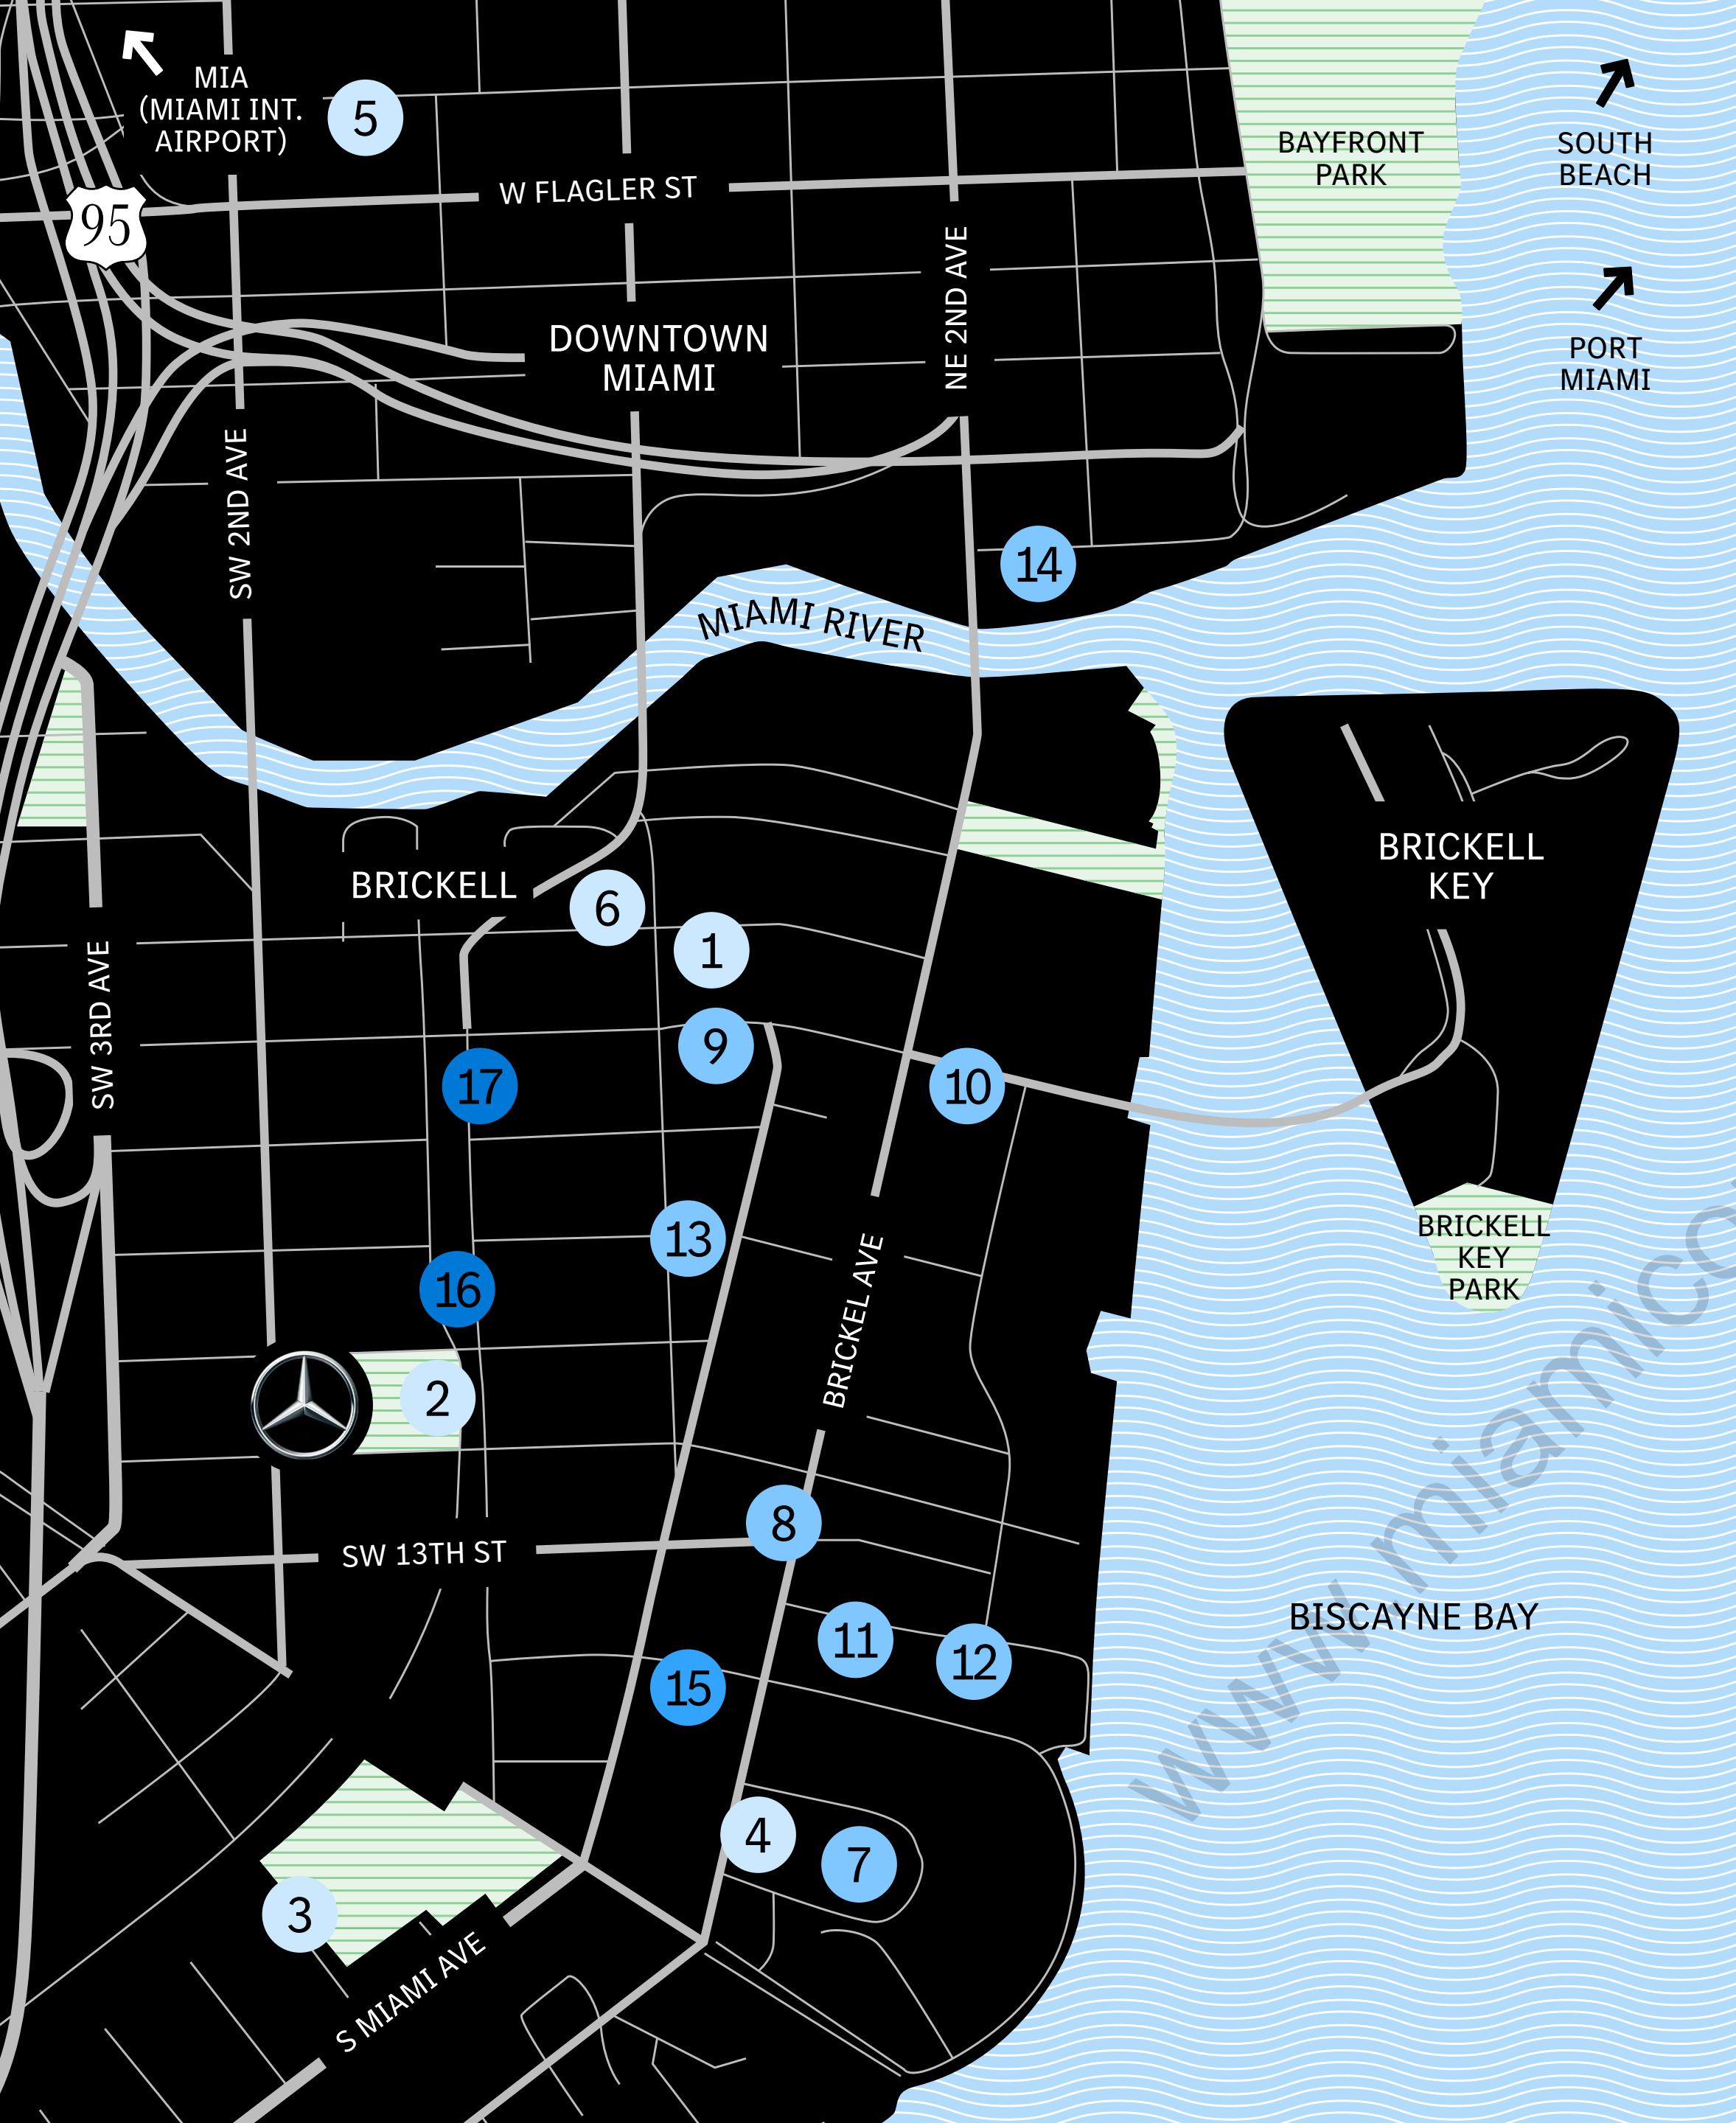 MIA
(MIAMI INT.
AIRPORT)
5
BAYFRONT
PARK
SOUTH
BEACH
W FLAGLER ST
95
NE 2ND AVE
DOWNTOWN
MIAMI
PORT
MIAMI
SW 2ND AVE
14
MIAMI RIVER
BRICKELL
KEY
BRICKELL
6
1
SW 3RD AVE
9
17
10
13
BRICKELL
KEY
PARK
16
BRICKEL AVE
2
8
SW 13TH ST
BISCAYNE BAY
11
12
15
4
7
3
S MIAMI AVE
www.miamico